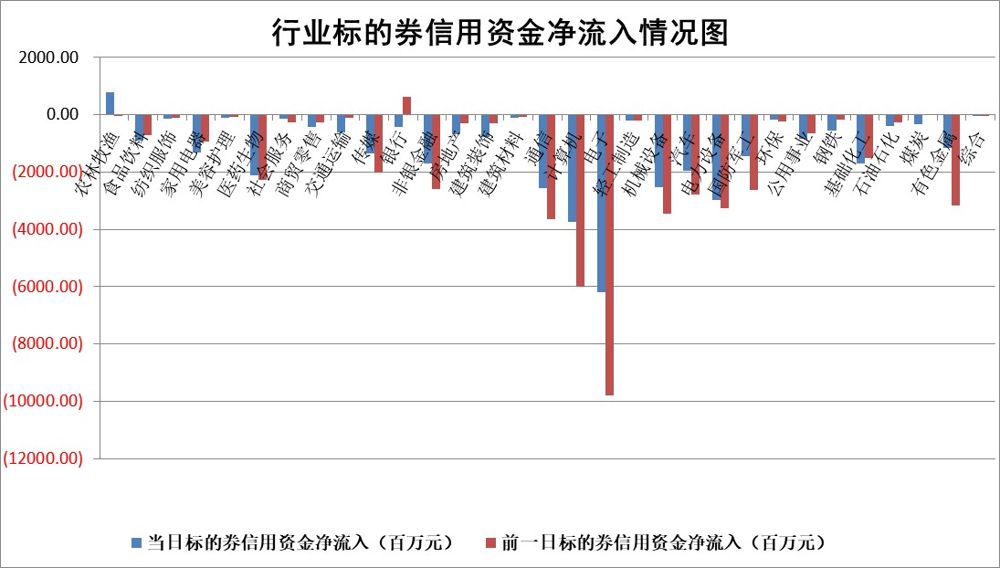 行业标的券信用资金净流入情况图
2000.00
0.00
(2000.00)
(4000.00)
(6000.00)
(8000.00)
(10000.00)
(12000.00)
农林牧渔
食品饮料
纺织服饰
家用电器
美容护理
医药生物
社会服务
商贸零售
交通运输
传媒
银行
非银金融
房地产
建筑装饰
建筑材料
通信
计算机
电子
轻工制造
机械设备
汽车
电力设备
国防军工
环保
公用事业
钢铁
基础化工
石油石化
煤炭
有色金属
综合
当日标的券信用资金净流入（百万元）
前一日标的券信用资金净流入（百万元）